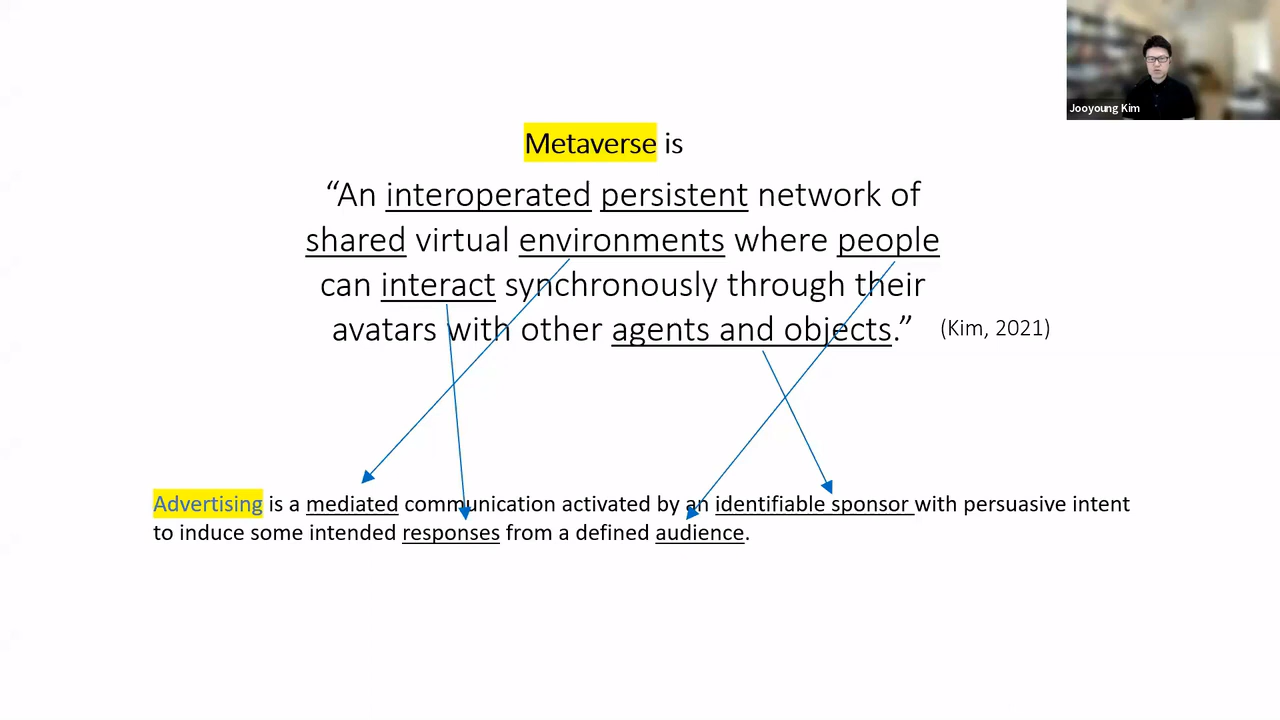 Jooyoung Kim
Metaverse is
“An interoperated persistent network of
shared virtual environments where people
can interact synchronously through their
avatars with other agents and objects.” (Kim, 2021)
Advertising is a mediated communication activated by an identifiable sponsor with persuasive intent
to induce some intended responses from a defined audience.